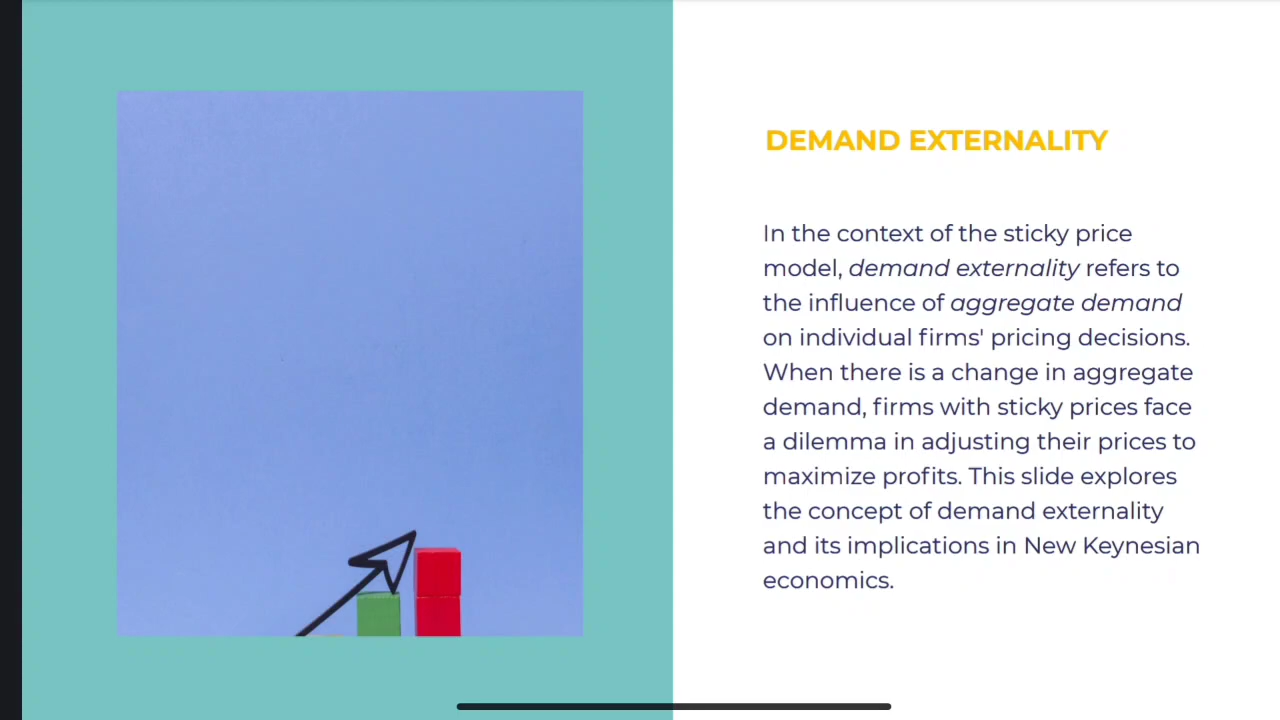 DEMAND EXTERNALITY
In the context of the sticky price
model, demand externality refers to
the influence of aggregate demand
on individual firms' pricing decisions.
When there is a change in aggregate
demand, firms with sticky prices face
a dilemma in adjusting their prices to
maximize profits. This slide explores
the concept of demand externality
and its implications in New Keynesian
economics.